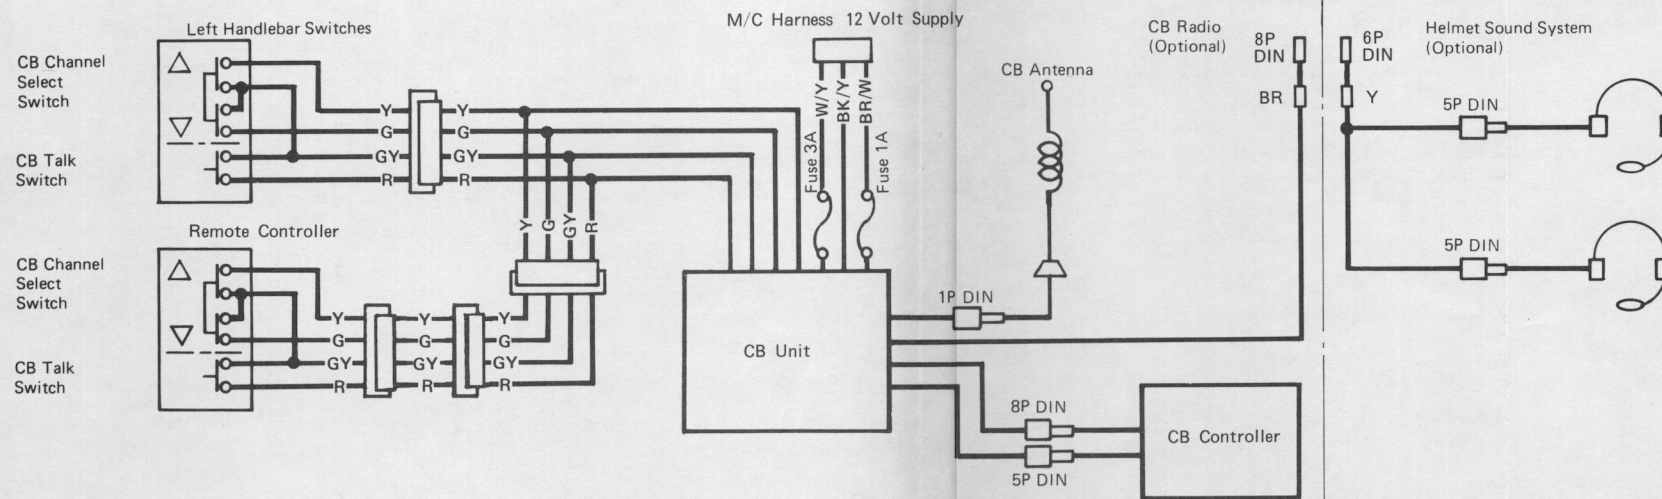 Left Handlebar Switches
M/C Harness 12 Volt Supply
CB Radio
(Optional)
8P
DIN
6P
DIN
Helmet Sound System
(Optional)
CB Channel
Select
Switch
CB Antenna
W/Y
BK/Y
BR/W
BR
Y
5P DIN
Y
Y
G
G
CB Talk
Switch
GY
GY
R
R
Fuse 3A
Fuse 1A
Remote Controller
Y
G
GY
R
5P DIN
CB Channel
Select
Switch
1P DIN
Y
Y
Y
G
G
G
CB Unit
CB Talk
Switch
GY
GY
GY
R
R
R
8P DIN
CB Controller
5P DIN